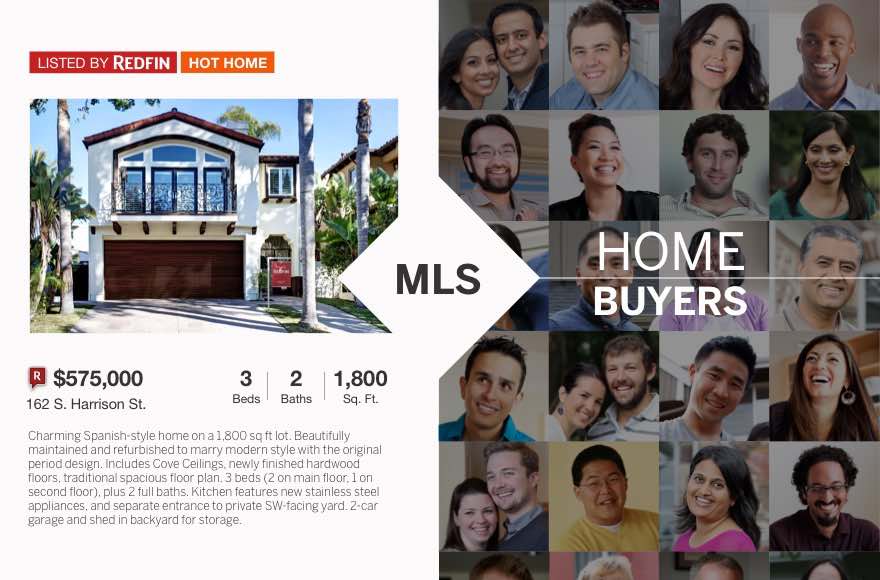 LISTED BY REDFIN HOT HOME
REDFIN
MLS
HOME
BUYERS
R $575,000
162 S. Harrison St.
3 2 1,800
Beds Baths Sq. Ft.
Charming Spanish-style home on a 1,800 sq ft lot. Beautifully
maintained and refurbished to marry modern style with the original
period design. Includes Cove Ceilings, newly finished hardwood
floors, traditional spacious floor plan. 3 beds (2 on main floor, 1 on
second floor), plus 2 full baths. Kitchen features new stainless steel
appliances, and separate entrance to private SW-facing yard. 2-car
garage and shed in backyard for storage.